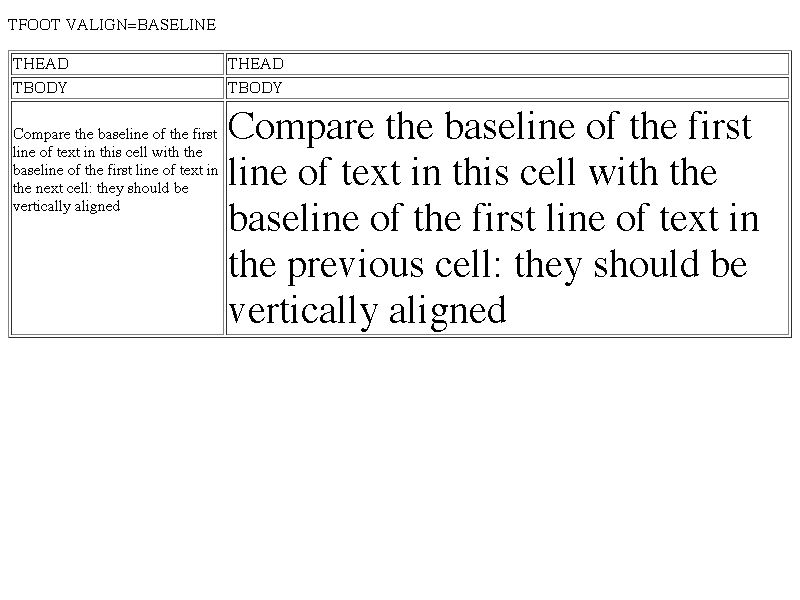 TFOOT VALIGN=BASELINE
THEAD THEAD
TBODY TBODY
Compare the baseline of the first
line of text in this cell with the
baseline of the first line of text in
the next cell: they should be
vertically aligned
Compare the baseline of the first
line of text in this cell with the
baseline of the first line of text in
the previous cell: they should be
vertically aligned